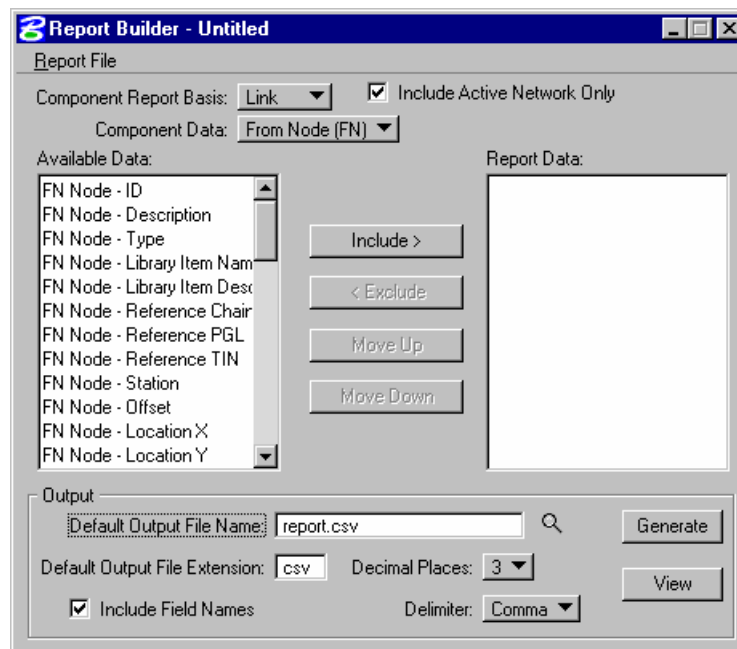 Report Builder - Untitled
Report File
Component Report Basis: Link
Include Active Network Only
Component Data: From Node (FN)
Available Data:
Report Data:
FN Node - ID
FN Node - Description
FN Node - Type
FN Node - Library Item Nam
FN Node - Library Item Desc
FN Node - Reference Chain
FN Node - Reference PGL
FN Node - Reference TIN
FN Node - Station
FN Node - Offset
FN Node - Location X
FN Node - Location Y
Include >
< Exclude
Move Up
Move Down
Output
Default Output File Name: report.csv
Generate
Default Output File Extension: csv
Decimal Places: 3
View
Include Field Names
Delimiter: Comma